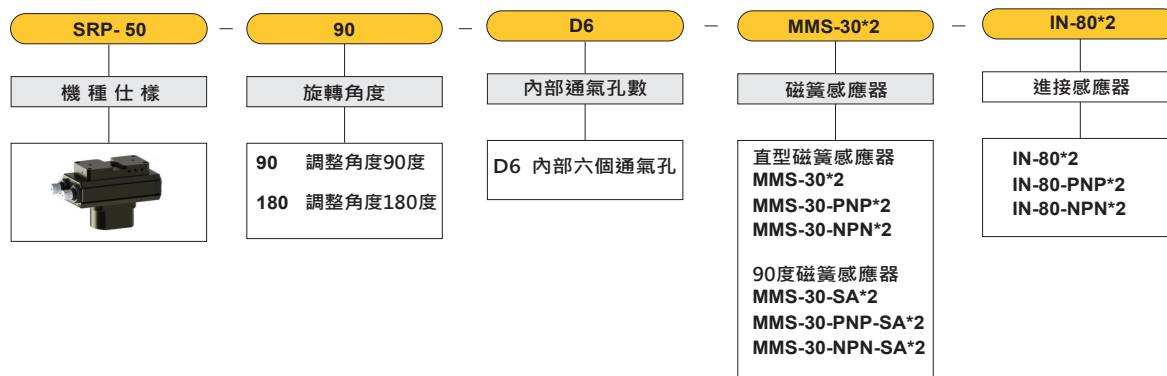 SRP- 50 – 90 – D6 – MMS-30*2 – IN-80*2
機種仕樣
旋轉角度
90 調整角度90度
180 調整角度180度
內部通氣孔數
D6 內部六個通氣孔
磁簧感應器
直型磁簧感應器
MMS-30*2
MMS-30-PNP*2
MMS-30-NPN*2
90度磁簧感應器
MMS-30-SA*2
MMS-30-PNP-SA*2
MMS-30-NPN-SA*2
進接感應器
IN-80*2
IN-80-PNP*2
IN-80-NPN*2